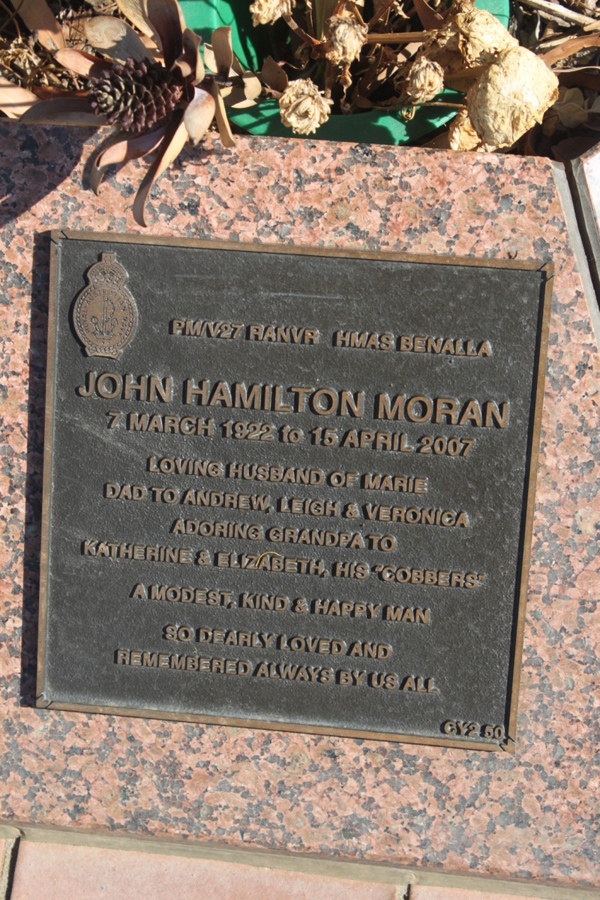 PM/V27 RANVR HMAS BENALLA
JOHN HAMILTON MORAN
7 MARCH 1922 to 15 APRIL 2007
LOVING HUSBAND OF MARIE
DAD TO ANDREW, LEIGH & VERONICA
ADORING GRANDPA TO
KATHERINE & ELIZABETH, HIS "COBBERS"
A MODEST, KIND & HAPPY MAN
SO DEARLY LOVED AND
REMEMBERED ALWAYS BY US ALL
GY2 50